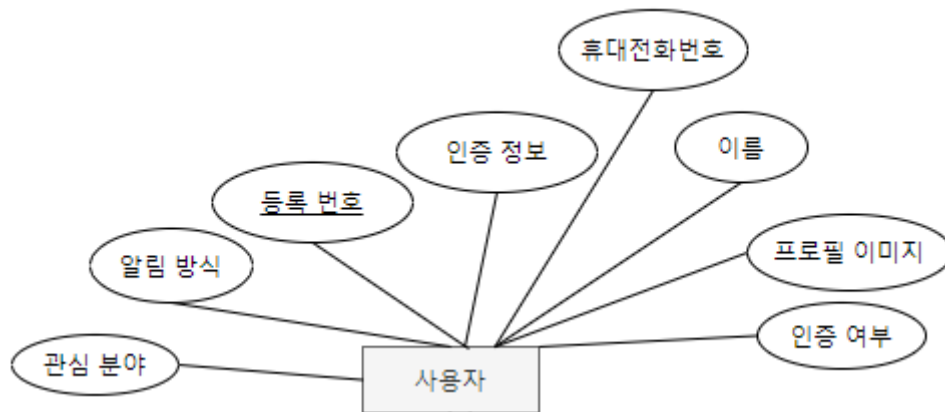 휴대전화번호
인증 정보
이름
등록 번호
알림 방식
프로필 이미지
인증 여부
관심 분야
사용자